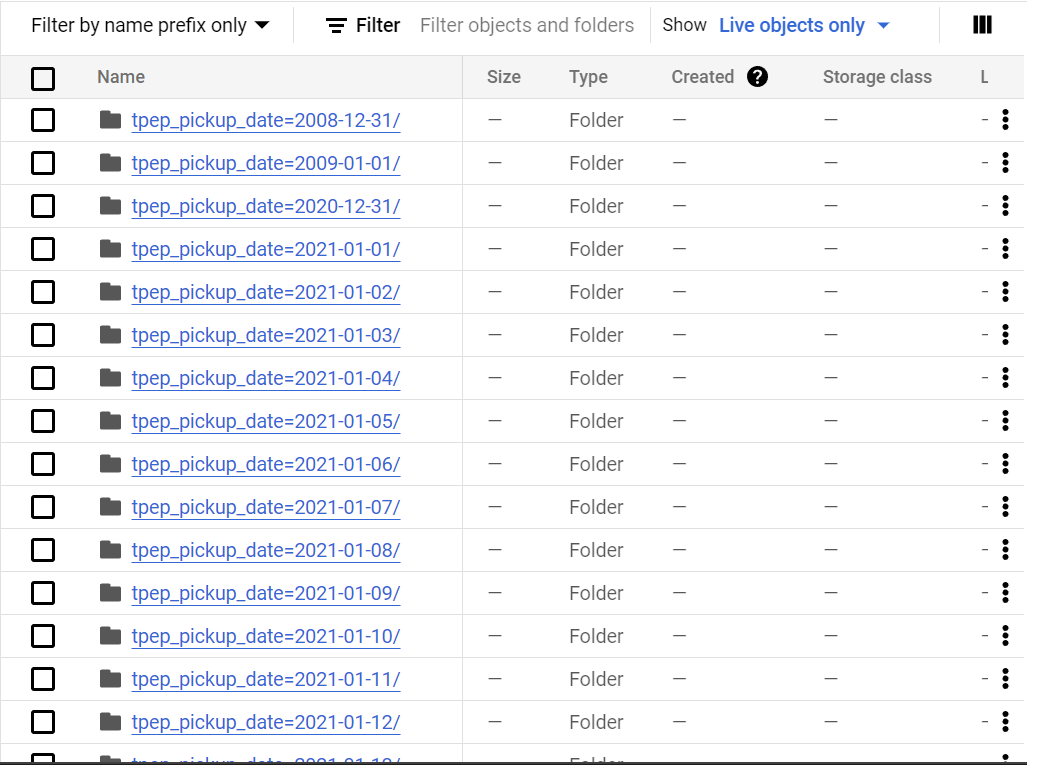 Filter by name prefix only Filter Filter objects and folders Show Live objects only
Name Size Type Created ? Storage class L
tpep_pickup_date=2008-12-31/ — Folder — — -
tpep_pickup_date=2009-01-01/ — Folder — — -
tpep_pickup_date=2020-12-31/ — Folder — — -
tpep_pickup_date=2021-01-01/ — Folder — — -
tpep_pickup_date=2021-01-02/ — Folder — — -
tpep_pickup_date=2021-01-03/ — Folder — — -
tpep_pickup_date=2021-01-04/ — Folder — — -
tpep_pickup_date=2021-01-05/ — Folder — — -
tpep_pickup_date=2021-01-06/ — Folder — — -
tpep_pickup_date=2021-01-07/ — Folder — — -
tpep_pickup_date=2021-01-08/ — Folder — — -
tpep_pickup_date=2021-01-09/ — Folder — — -
tpep_pickup_date=2021-01-10/ — Folder — — -
tpep_pickup_date=2021-01-11/ — Folder — — -
tpep_pickup_date=2021-01-12/ — Folder — — -